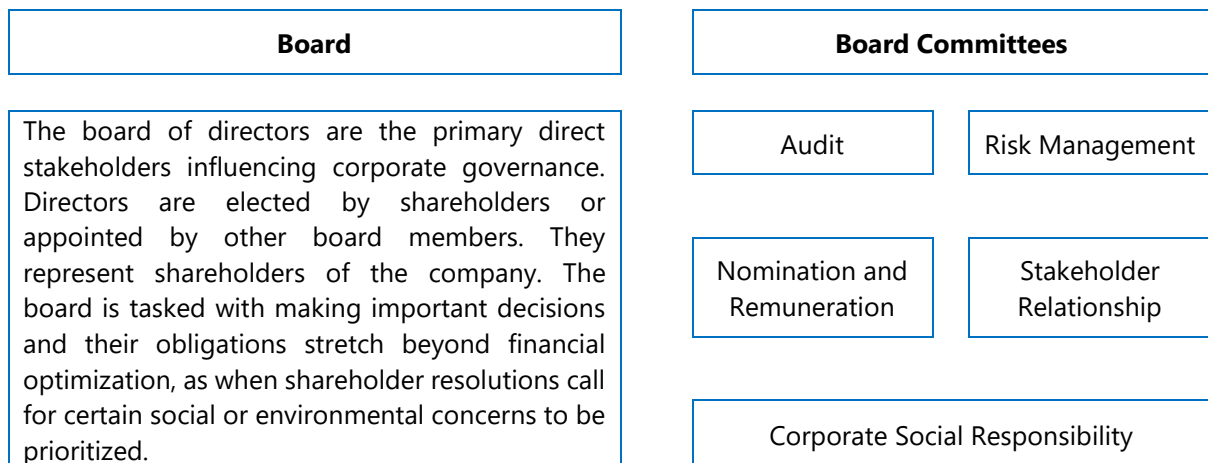 Board
The board of directors are the primary direct
stakeholders influencing corporate governance.
Directors are elected by shareholders or
appointed by other board members. They
represent shareholders of the company. The
board is tasked with making important decisions
and their obligations stretch beyond financial
optimization, as when shareholder resolutions call
for certain social or environmental concerns to be
prioritized.
Board Committees
Audit
Risk Management
Nomination and
Remuneration
Stakeholder
Relationship
Corporate Social Responsibility